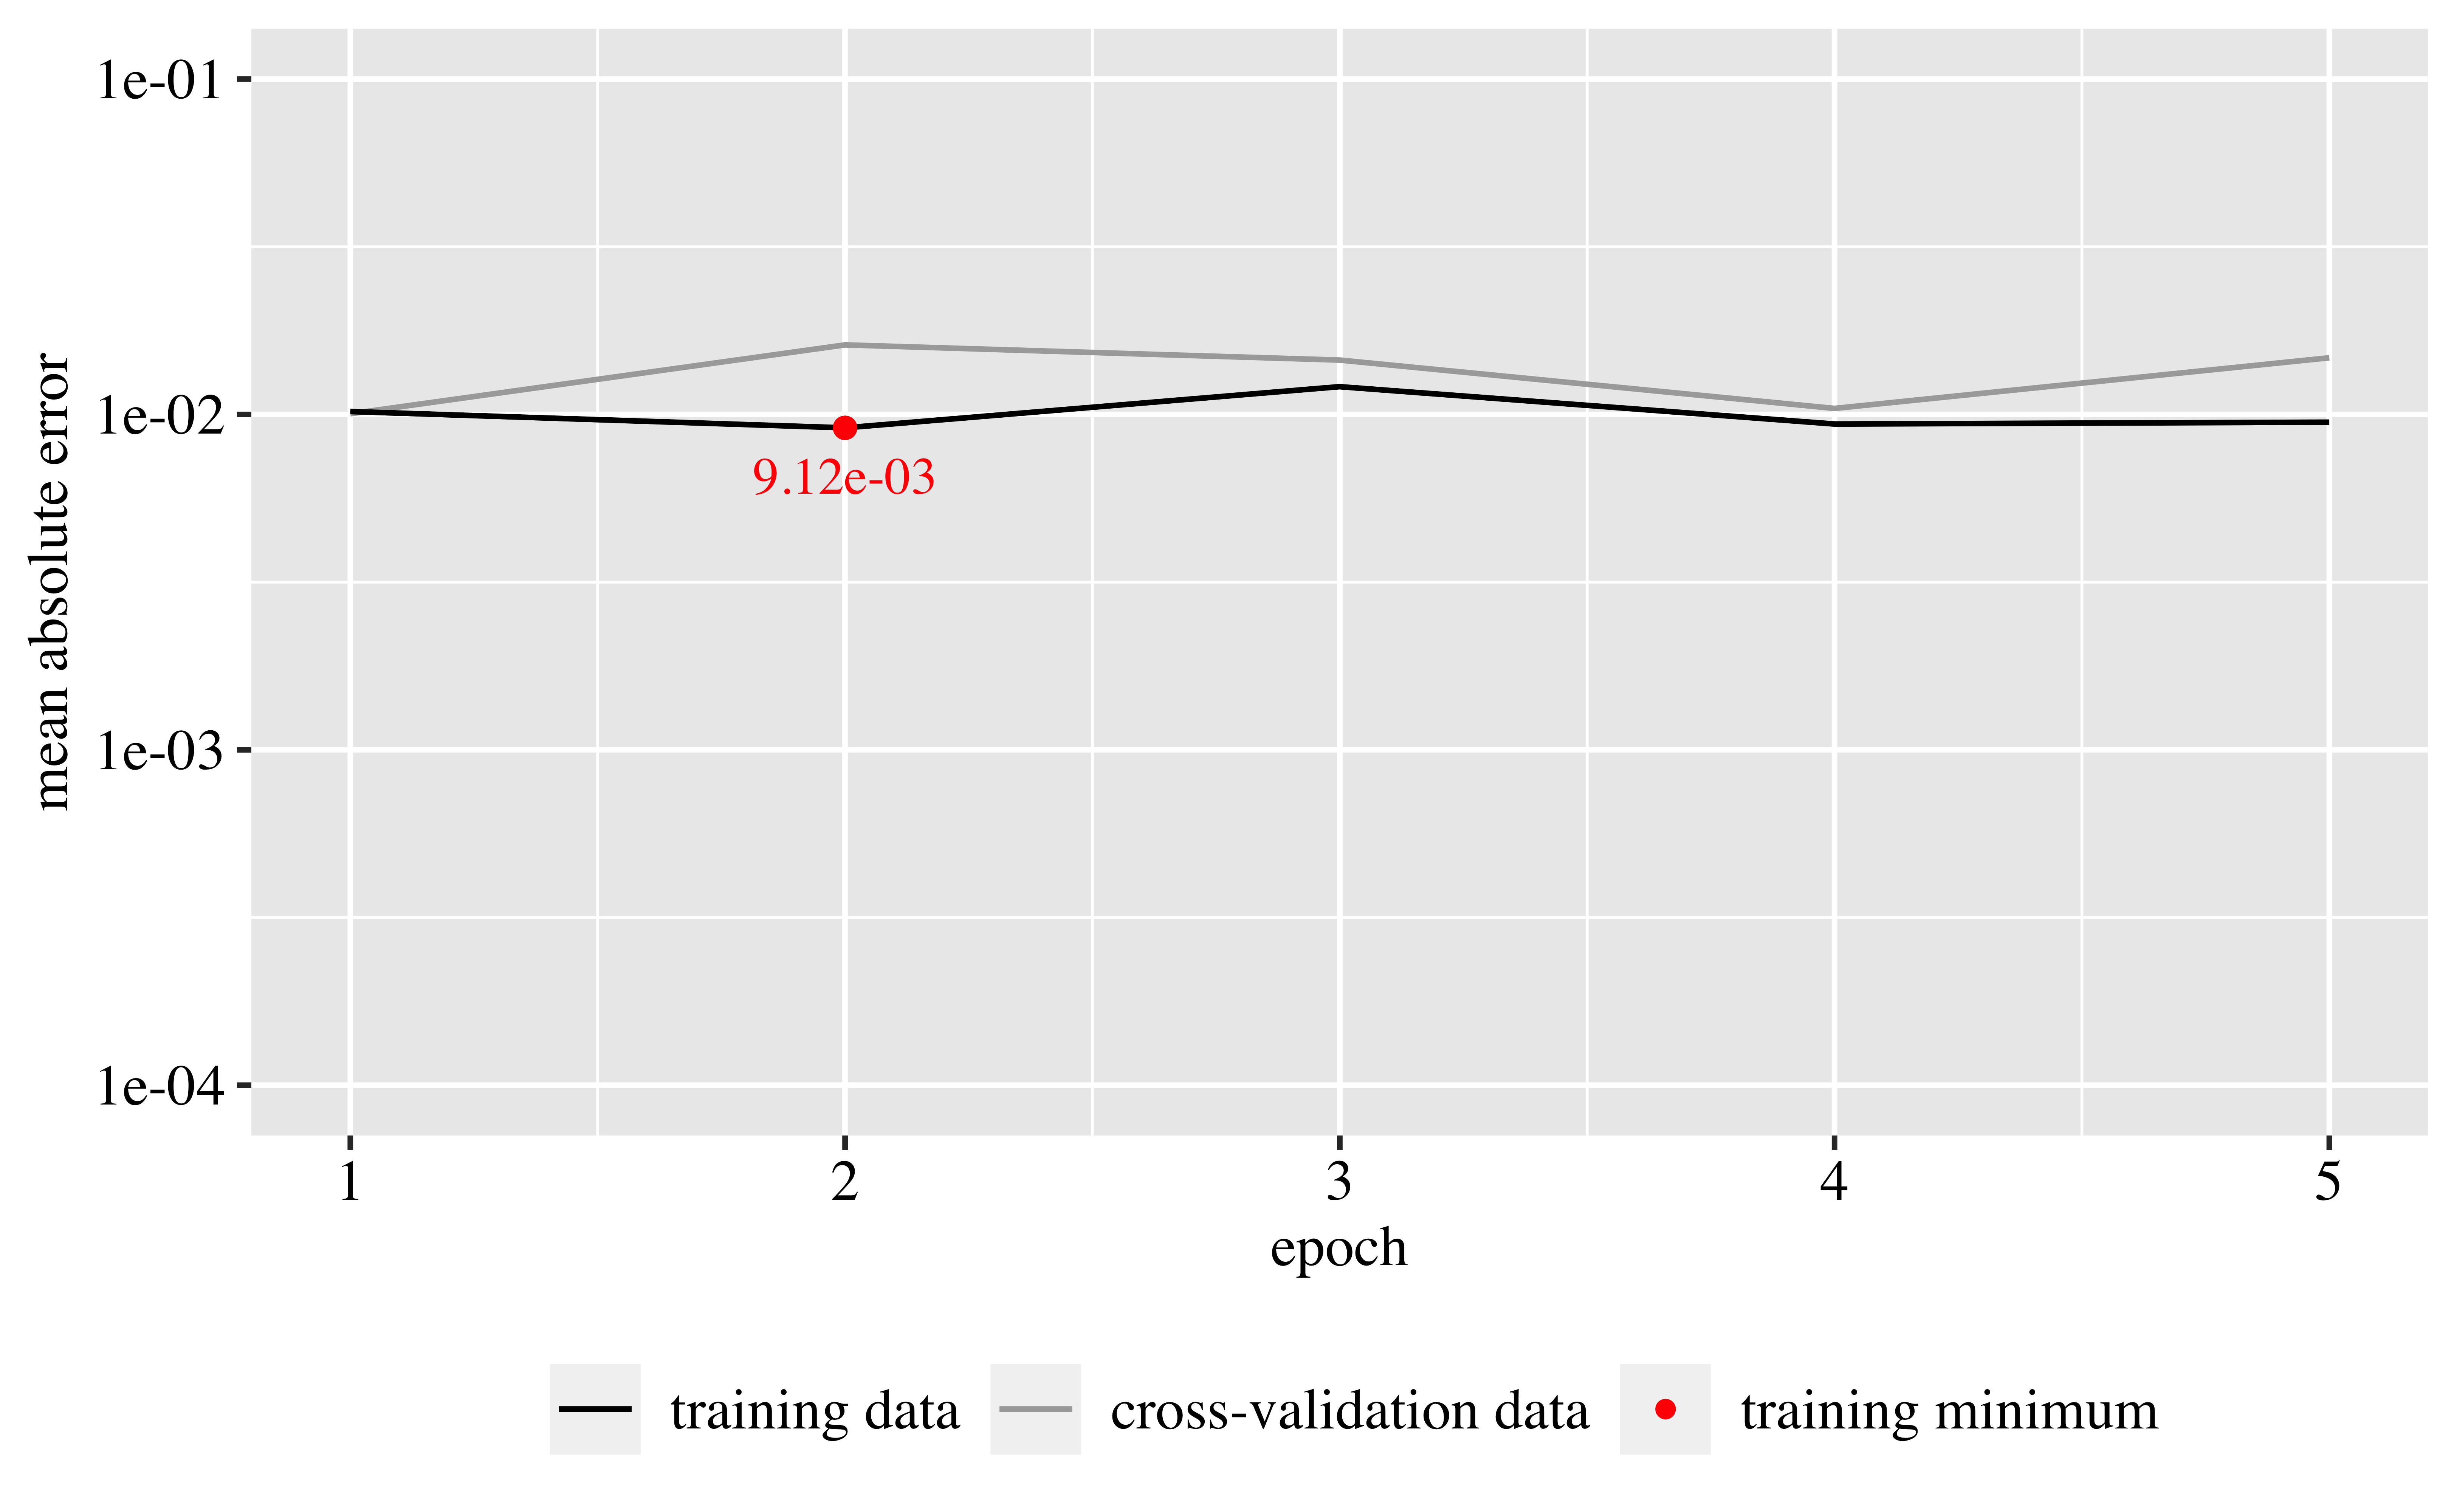 mean absolute error
1e-01
1e-02
1e-03
1e-04
9.12e-03
1 2 3 4 5
epoch
training data cross-validation data training minimum